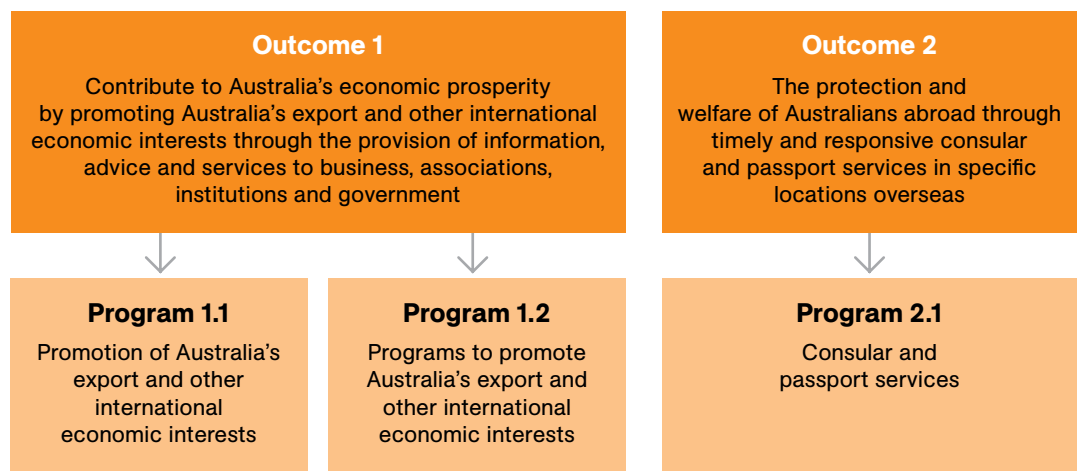 Outcome 1
Contribute to Australia’s economic prosperity
by promoting Australia’s export and other international
economic interests through the provision of information,
advice and services to business, associations,
institutions and government
Outcome 2
The protection and
welfare of Australians abroad through
timely and responsive consular
and passport services in specific
locations overseas
Program 1.1
Promotion of Australia’s
export and other
international
economic interests
Program 1.2
Programs to promote
Australia’s export and
other international
economic interests
Program 2.1
Consular and
passport services